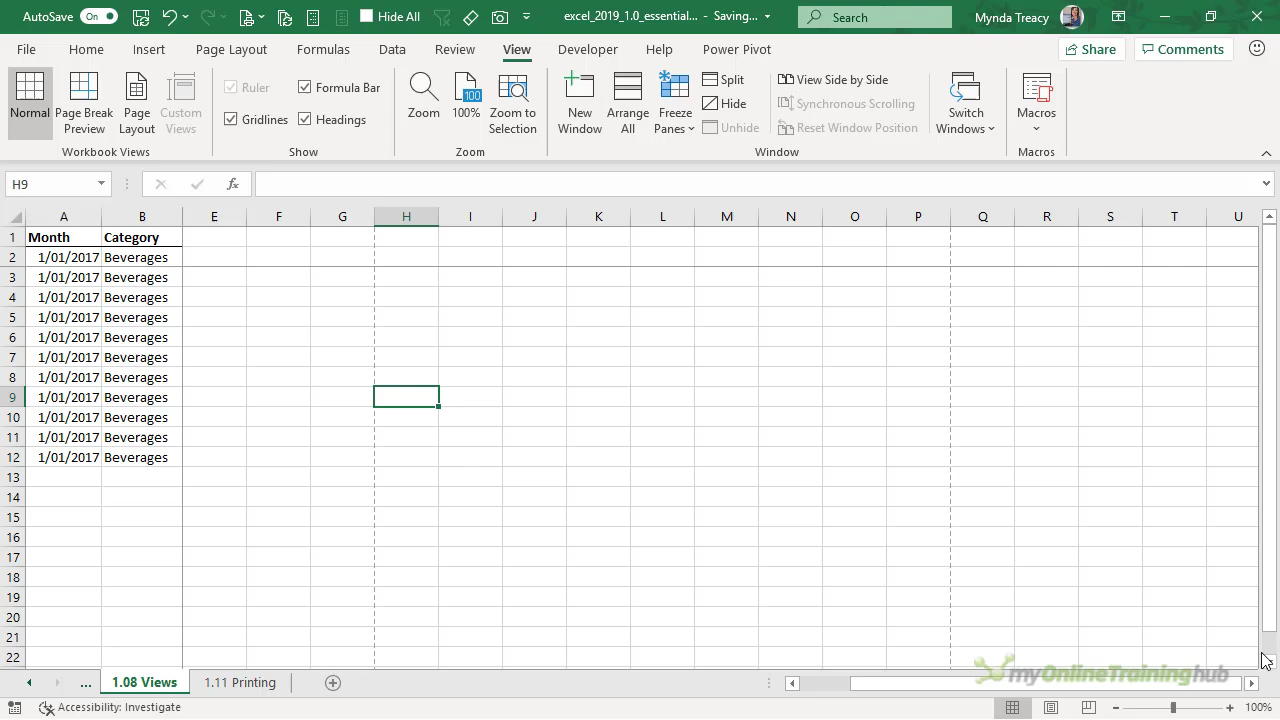 AutoSave On Hide All excel_2019_1.0_essential... - Saving... Search Mynda Treacy
File Home Insert Page Layout Formulas Data Review View Developer Help Power Pivot Share Comments
Normal Page Break Preview Page Layout Custom Views
Workbook Views
Ruler Formula Bar
Gridlines Headings
Show
Zoom 100 100% Zoom to Selection
Zoom
New Window Arrange All Freeze Panes
Split
Hide
Unhide
View Side by Side
Synchronous Scrolling
Reset Window Position
Switch Windows
Window
Macros
Macros
H9 fx
A B E F G H I J K L M N O P Q R S T U
1 Month Category
2 1/01/2017 Beverages
3 1/01/2017 Beverages
4 1/01/2017 Beverages
5 1/01/2017 Beverages
6 1/01/2017 Beverages
7 1/01/2017 Beverages
8 1/01/2017 Beverages
9 1/01/2017 Beverages
10 1/01/2017 Beverages
11 1/01/2017 Beverages
12 1/01/2017 Beverages
13
14
15
16
17
18
19
20
21
22
... 1.08 Views 1.11 Printing
myOnlineTraininghub
Accessibility: Investigate 100%